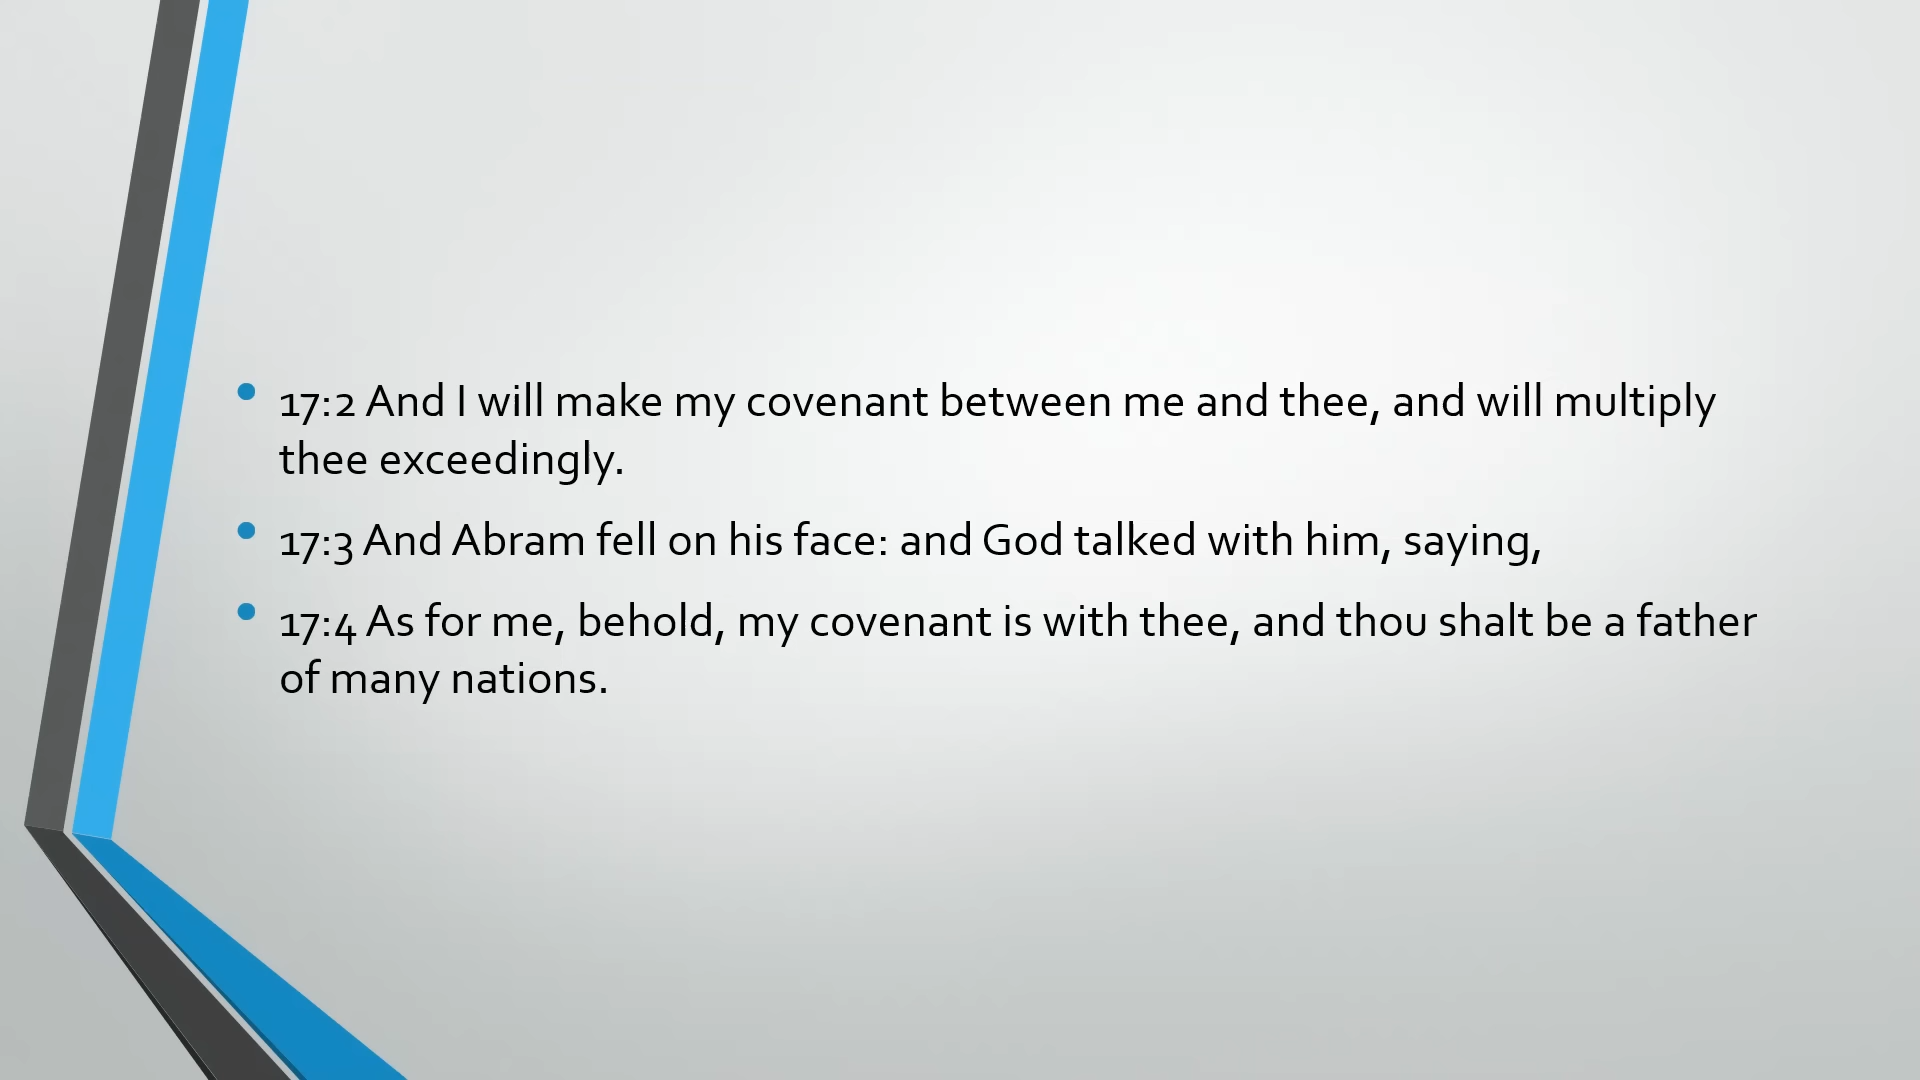 • 17:2 And I will make my covenant between me and thee, and will multiply
thee exceedingly.
• 17:3 And Abram fell on his face: and God talked with him, saying,
• 17:4 As for me, behold, my covenant is with thee, and thou shalt be a father
of many nations.